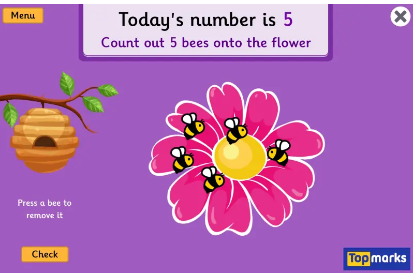 Menu
Today's number is 5
Count out 5 bees onto the flower
Press a bee to
remove it
Check
Topmarks